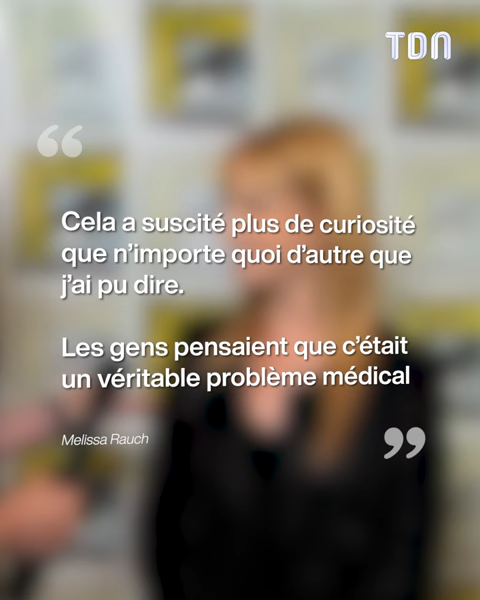 TDN
“
Cela a suscité plus de curiosité
que n’importe quoi d’autre que
j’ai pu dire.
Les gens pensaient que c’était
un véritable problème médical
Melissa Rauch
”